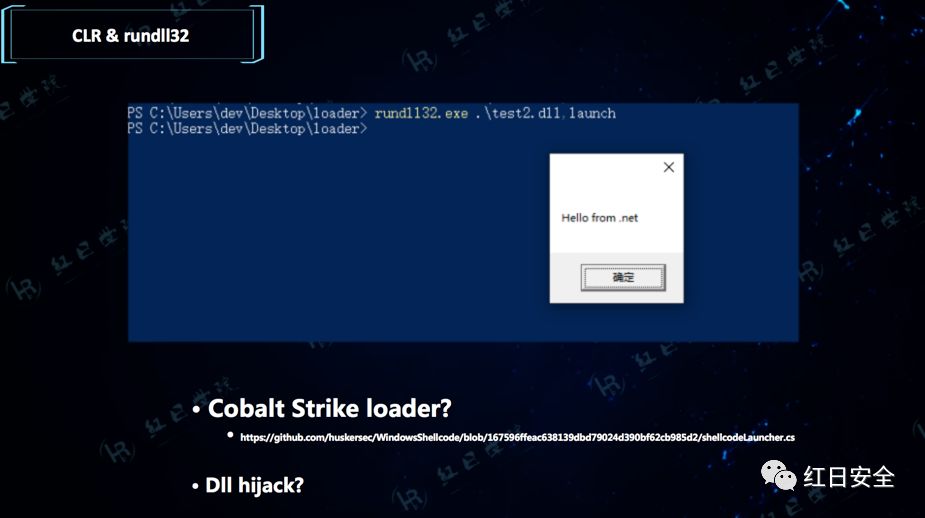 CLR & rundll32
PS C:\Users\dev\Desktop\loader> rundll32.exe .\test2.dll,launch
PS C:\Users\dev\Desktop\loader>
Hello from .net
确定
• Cobalt Strike loader?
• https://github.com/huskersec/WindowsShellcode/blob/167596ffeac638139dbd79024d390bf62cb985d2/shellcodeLauncher.cs
• Dll hijack?
红日安全